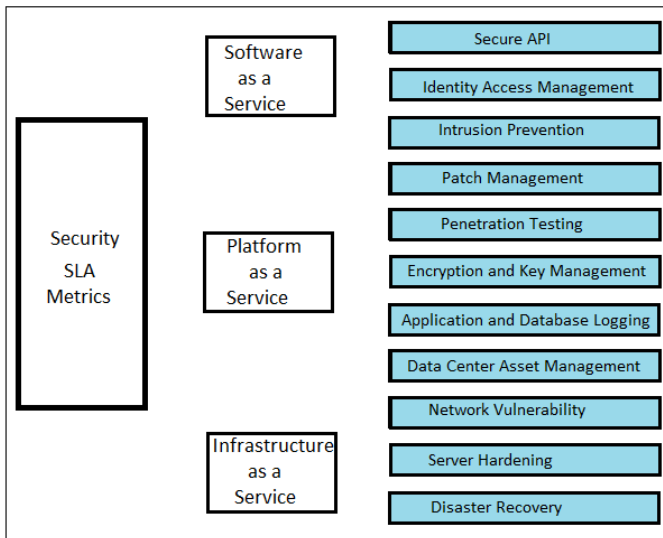 Security
SLA
Metrics
Software
as a
Service
Platform
as a
Service
Infrastructure
as a
Service
Secure API
Identity Access Management
Intrusion Prevention
Patch Management
Penetration Testing
Encryption and Key Management
Application and Database Logging
Data Center Asset Management
Network Vulnerability
Server Hardening
Disaster Recovery